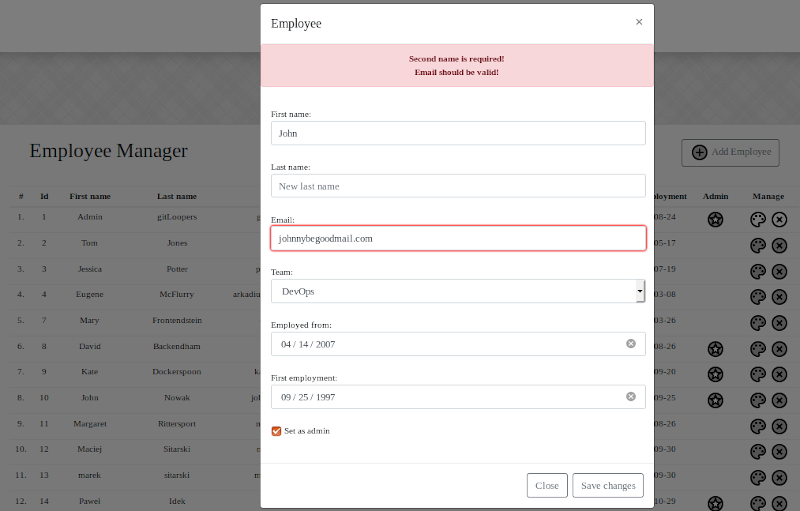 Employee ×
Second name is required!
Email should be valid!
First name:
John
Last name:
New last name
Email:
johnnybegoodmail.com
Team:
DevOps
Employed from:
04 / 14 / 2007
First employment:
09 / 25 / 1997
Set as admin
Close Save changes
Employee Manager
Add Employee
# Id First name Last name Admin Manage
1. 1 Admin gitLoopers 08-24
2. 2 Tom Jones 05-17
3. 3 Jessica Potter 07-19
4. 4 Eugene McFlurry arkadiu 03-08
5. 7 Mary Frontendstein 03-26
6. 8 David Backendham 08-26
7. 9 Kate Dockerspoon 09-20
8. 10 John Nowak 09-25
9. 11 Margaret Rittersport 08-26
10. 12 Maciej Sitarski 09-30
11. 13 marek sitarski 09-30
12. 14 Pawel Idek 10-29